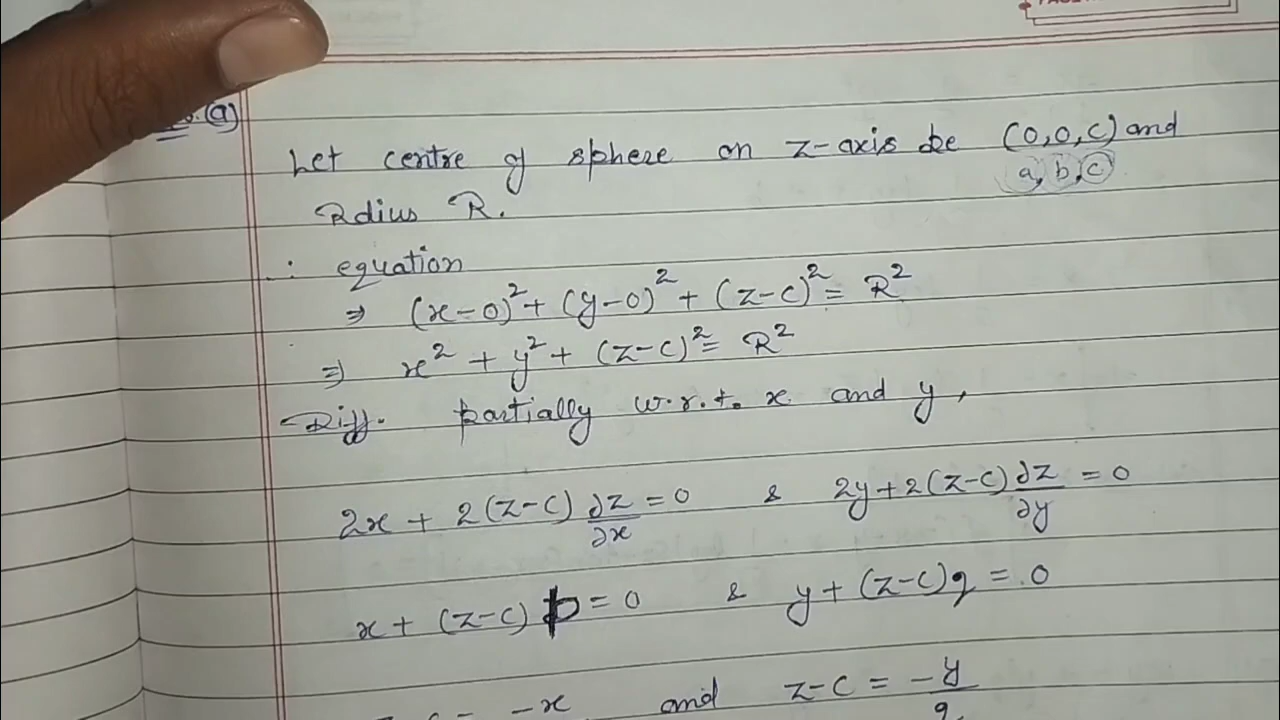 (a)
Let centre of sphere on z-axis be (0,0,c) and
a, b, c
Rdius R.
∴ equation
⇒ (x-0)² + (y-0)² + (z-c)² = R²
⇒ x² + y² + (z-c)² = R²
Diff. partially w.r.t. x and y,
2x + 2(z-c) ∂z/∂x = 0 & 2y + 2(z-c) ∂z/∂y = 0
x + (z-c) p = 0 & y + (z-c) q = 0
-x and z-c = -y/q